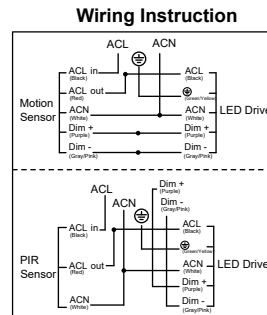 Wiring Instruction
ACL
ACN
ACL in
(Black)
ACL out
(Red)
ACN
(White)
Dim +
(Purple)
Dim -
(Gray/Pink)
Motion
Sensor
ACL
(Black)
(Green/Yellow)
ACN
(White)
Dim +
(Purple)
Dim -
(Gray/Pink)
LED Drive
ACL
ACN
Dim +
(Purple)
Dim -
(Gray/Pink)
ACL in
(Black)
ACL out
(Red)
ACN
(White)
PIR
Sensor
ACL
(Black)
(Green/Yellow)
ACN
(White)
Dim +
(Purple)
Dim -
(Gray/Pink)
LED Drive